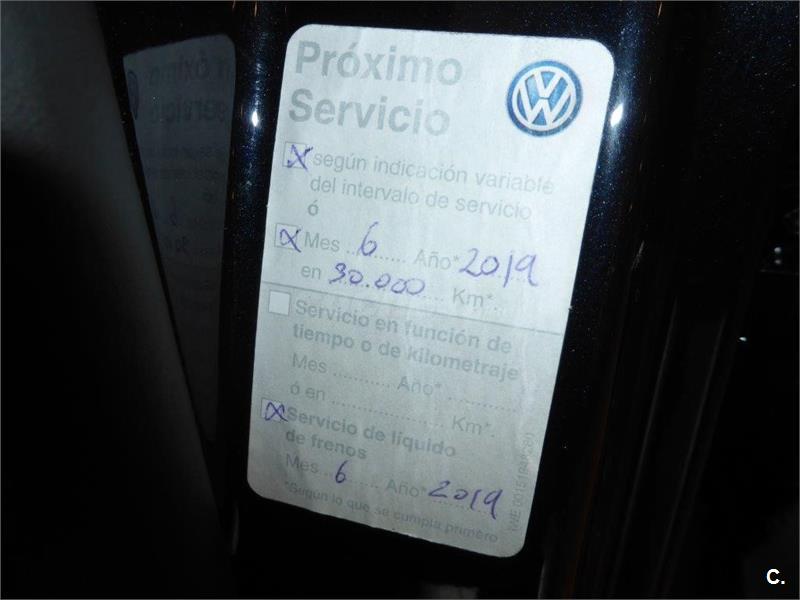 Próximo
Servicio
según indicación variable
del intervalo de servicio
ó
Mes ..6...... Año* 2019
en 30.000 .... Km*.
Servicio en función de
tiempo o de kilometraje
Mes ........... Año* .............
ó en ...................... Km*.
Servicio de líquido
de frenos
Mes...6...... Año* 2019
*Según lo que se cumpla primero
C.